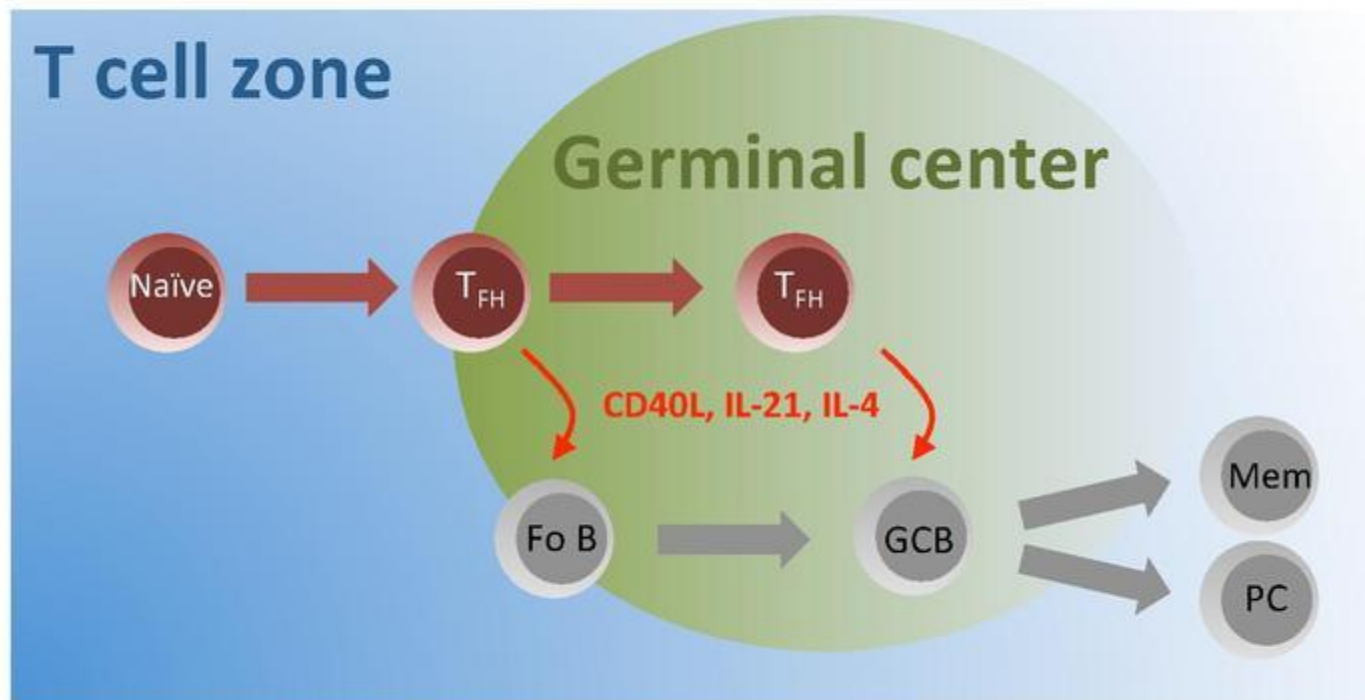 T cell zone
Germinal center
Naïve
TFH
TFH
CD40L, IL-21, IL-4
Fo B
GCB
Mem
PC